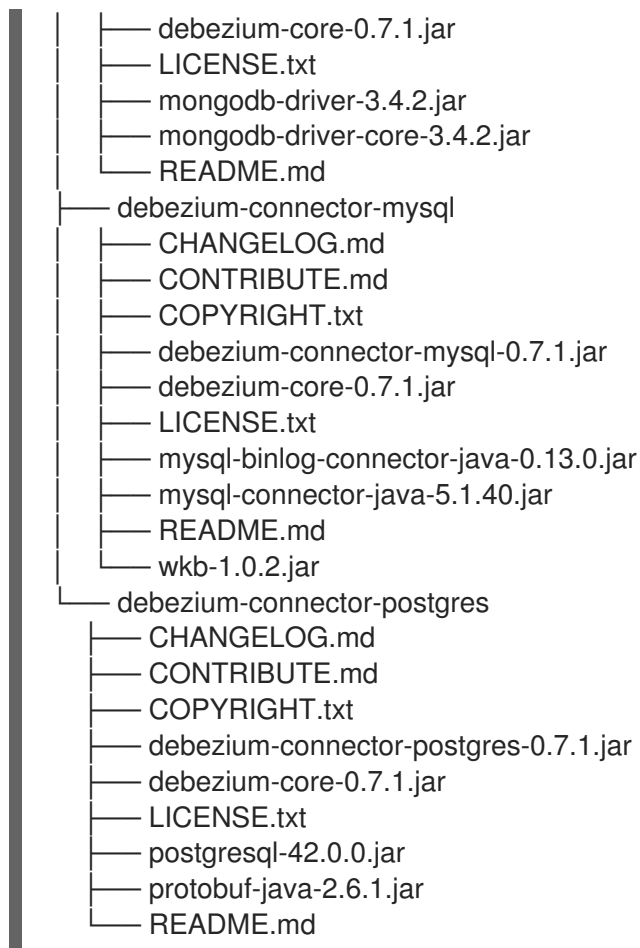 │   ├── debezium-core-0.7.1.jar
│   ├── LICENSE.txt
│   ├── mongodb-driver-3.4.2.jar
│   ├── mongodb-driver-core-3.4.2.jar
│   └── README.md
├── debezium-connector-mysql
│   ├── CHANGELOG.md
│   ├── CONTRIBUTE.md
│   ├── COPYRIGHT.txt
│   ├── debezium-connector-mysql-0.7.1.jar
│   ├── debezium-core-0.7.1.jar
│   ├── LICENSE.txt
│   ├── mysql-binlog-connector-java-0.13.0.jar
│   ├── mysql-connector-java-5.1.40.jar
│   ├── README.md
│   └── wkb-1.0.2.jar
└── debezium-connector-postgres
    ├── CHANGELOG.md
    ├── CONTRIBUTE.md
    ├── COPYRIGHT.txt
    ├── debezium-connector-postgres-0.7.1.jar
    ├── debezium-core-0.7.1.jar
    ├── LICENSE.txt
    ├── postgresql-42.0.0.jar
    ├── protobuf-java-2.6.1.jar
    └── README.md